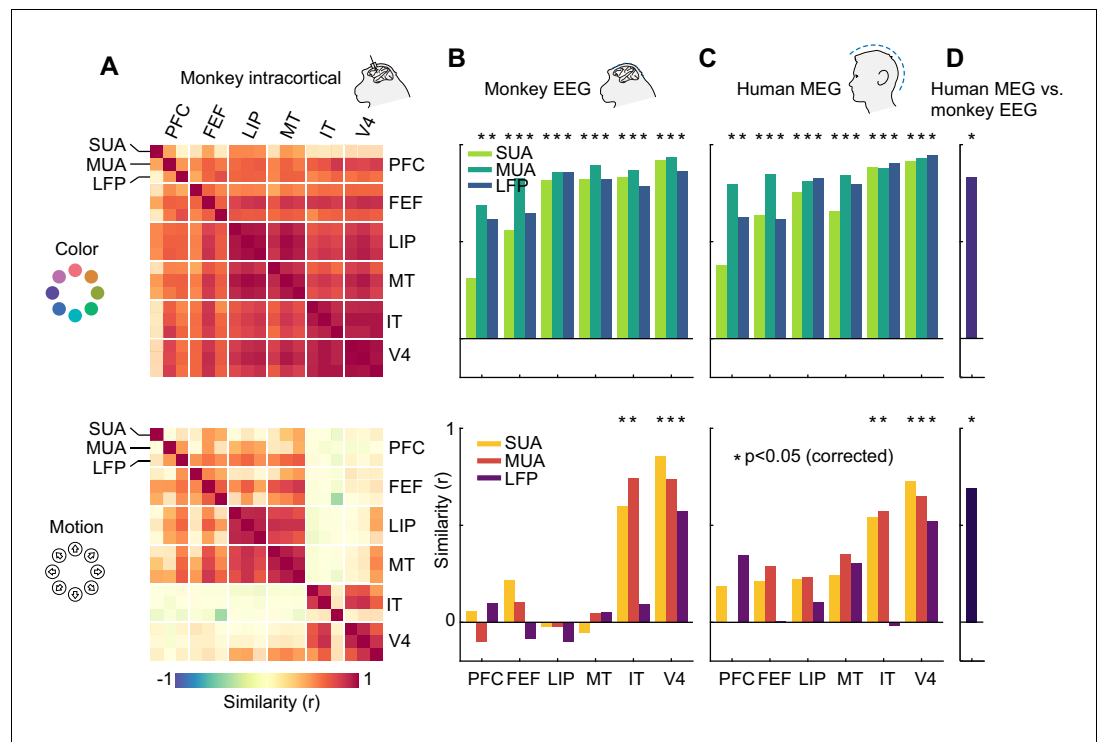 A
Monkey intracortical
PFC FEF LIP MT IT V4
SUA
MUA
LFP
PFC
FEF
LIP
MT
IT
V4
Color
B
Monkey EEG
** *** *** *** *** ***
SUA
MUA
LFP
C
Human MEG
** *** *** *** *** ***
D
Human MEG vs.
monkey EEG
*
SUA
MUA
LFP
PFC
FEF
LIP
MT
IT
V4
Motion
-1 1
Similarity (r)
1
0
Similarity (r)
** ***
SUA
MUA
LFP
PFC FEF LIP MT IT V4
** ***
* p<0.05 (corrected)
PFC FEF LIP MT IT V4
*